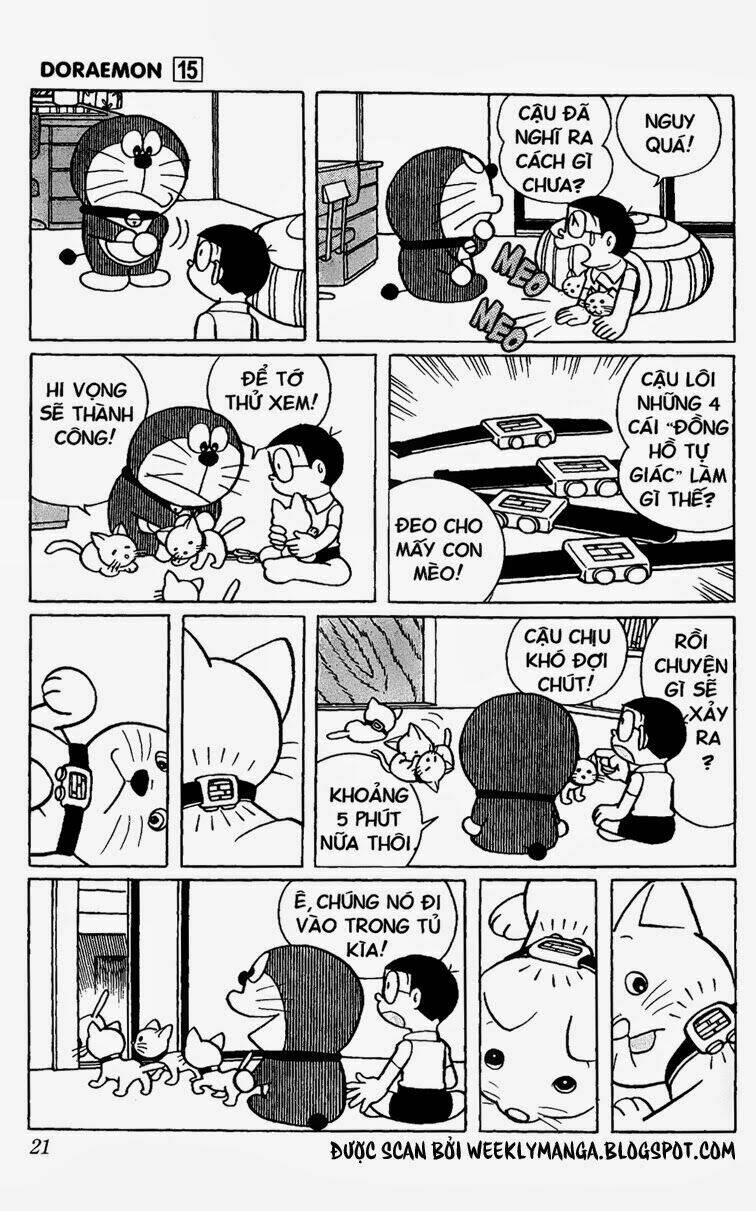 DORAEMON 15
NGUY
QUÁ!
CẬU ĐÃ
NGHĨ RA
CÁCH GÌ
CHƯA?
MEO
MEO
CẬU LÔI
NHỮNG 4
CÁI "ĐỒNG
HỒ TỰ
GIÁC" LÀM
GÌ THẾ?
ĐEO CHO
MẤY CON
MÈO!
ĐỂ TỚ
THỬ XEM!
HI VỌNG
SẼ THÀNH
CÔNG!
RỒI
CHUYỆN
GÌ SẼ
XẢY
RA
?
CẬU CHỊU
KHÓ ĐỢI
CHÚT!
KHOẢNG
5 PHÚT
NỮA THÔI.
Ê, CHÚNG NÓ ĐI
VÀO TRONG TỦ
KÌA!
21
ĐƯỢC SCAN BỞI WEEKLYMANGA.BLOGSPOT.COM